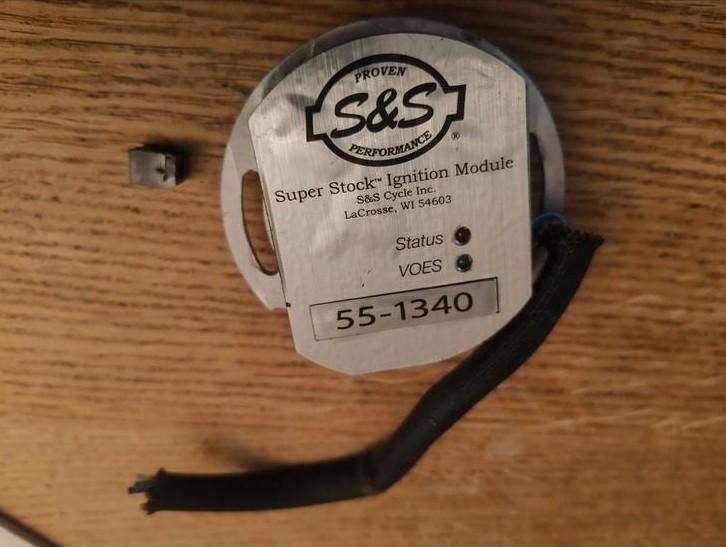 PROVEN
S&S
PERFORMANCE
®
Super Stock™ Ignition Module
S&S Cycle Inc.
LaCrosse, WI 54603
Status
VOES
55-1340